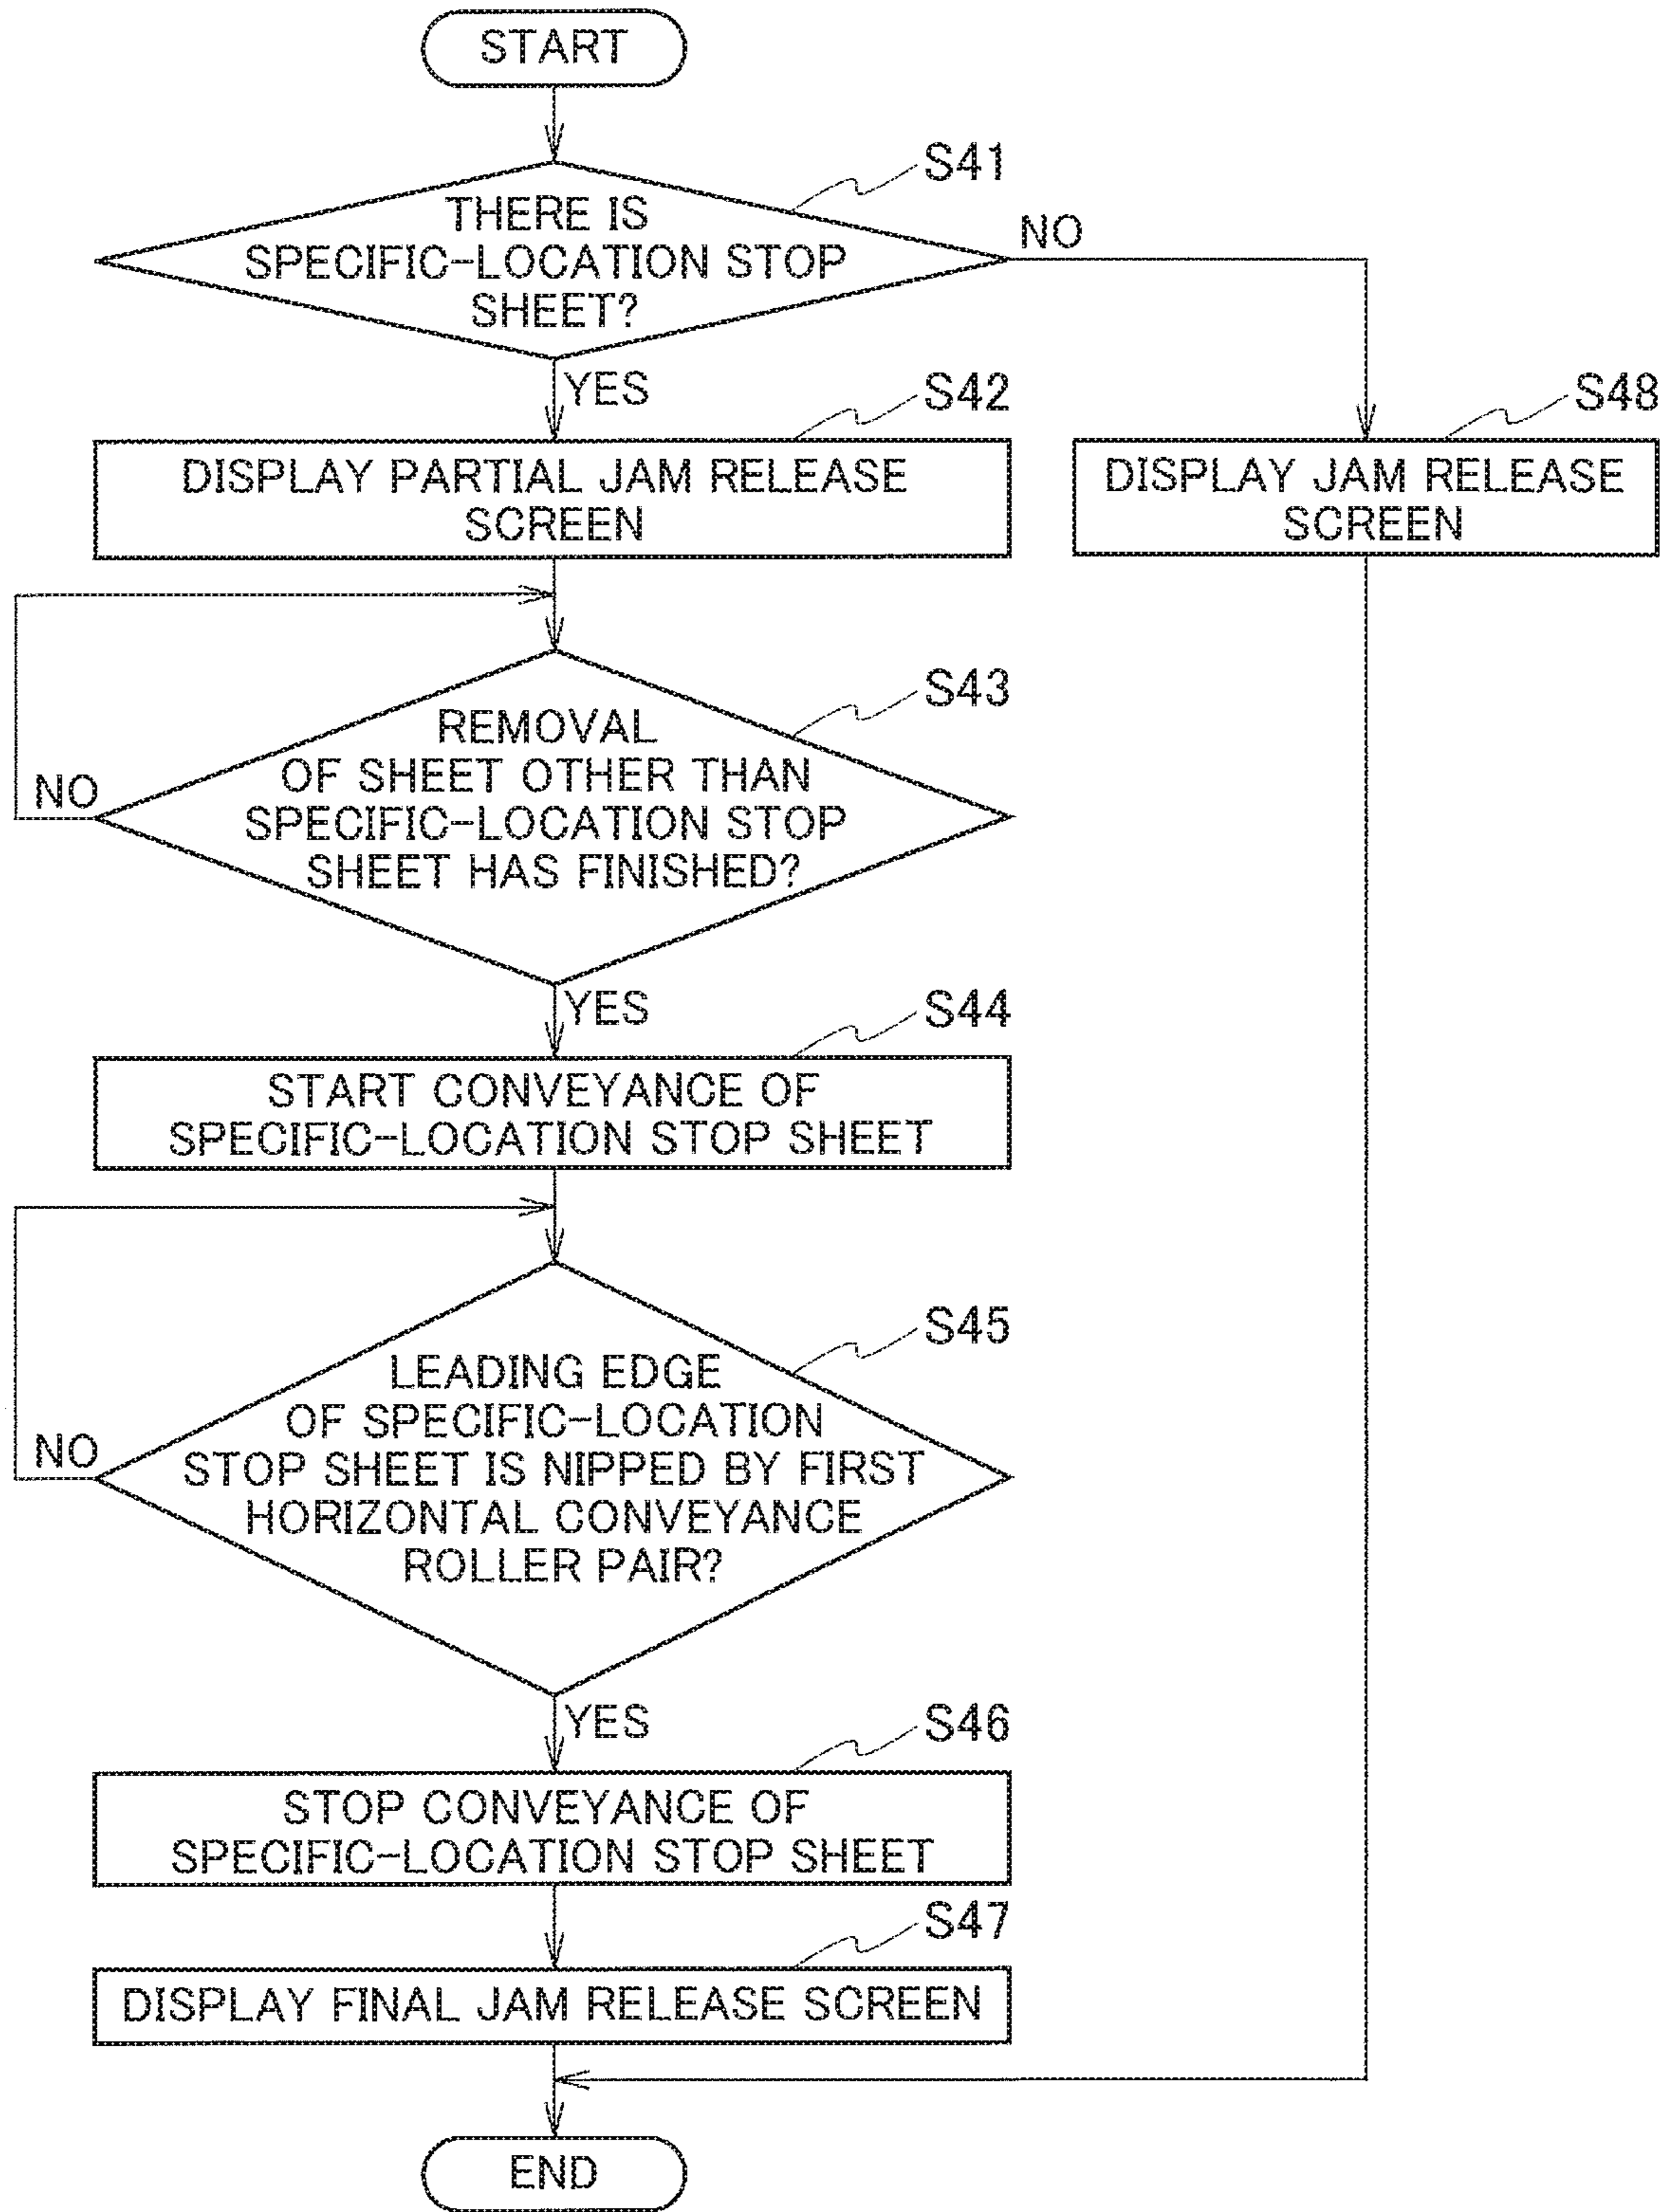 START
S41
THERE IS
SPECIFIC-LOCATION STOP
SHEET?
NO
YES
S42
DISPLAY PARTIAL JAM RELEASE
SCREEN
S48
DISPLAY JAM RELEASE
SCREEN
S43
REMOVAL
OF SHEET OTHER THAN
SPECIFIC-LOCATION STOP
SHEET HAS FINISHED?
NO
YES
S44
START CONVEYANCE OF
SPECIFIC-LOCATION STOP SHEET
S45
LEADING EDGE
OF SPECIFIC-LOCATION
STOP SHEET IS NIPPED BY FIRST
HORIZONTAL CONVEYANCE
ROLLER PAIR?
NO
YES
S46
STOP CONVEYANCE OF
SPECIFIC-LOCATION STOP SHEET
S47
DISPLAY FINAL JAM RELEASE SCREEN
END